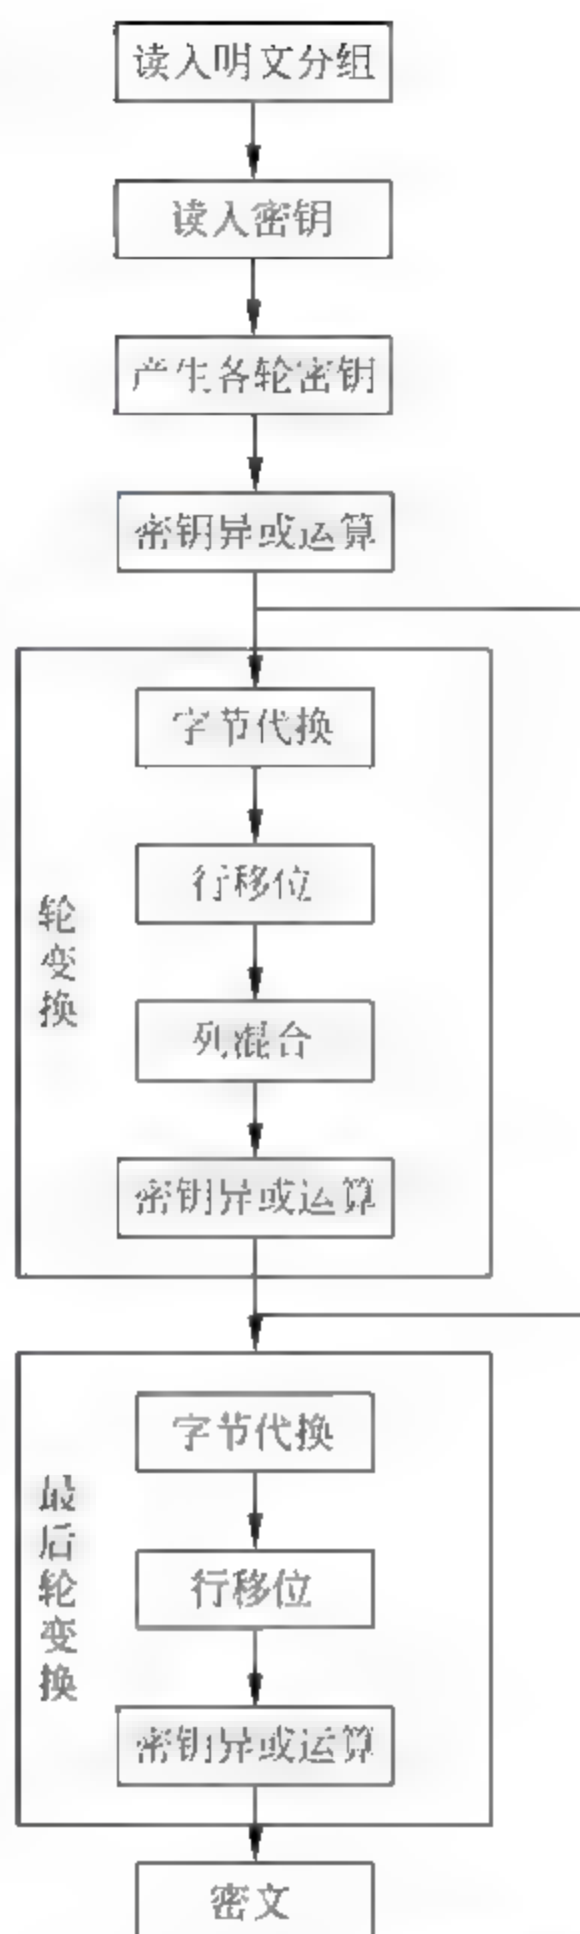 读入明文分组
读入密钥
产生各轮密钥
密钥异或运算
轮变换
字节代换
行移位
列混合
密钥异或运算
最后轮变换
字节代换
行移位
密钥异或运算
密文